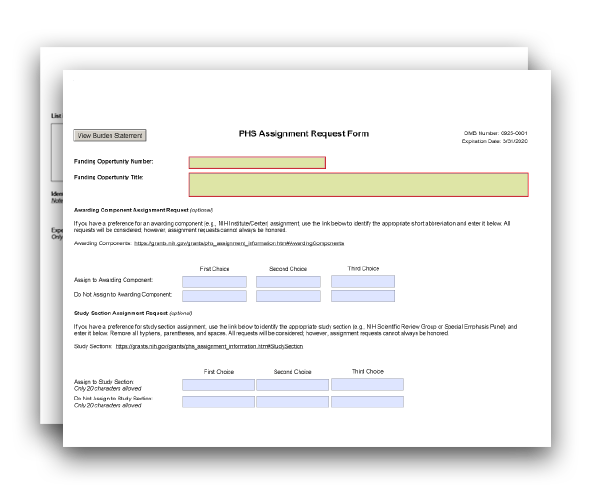 List
Iden
Note
Expe
Only
View Burden Statement
PHS Assignment Request Form
OMB Number: 0925-0001
Expiration Date: 3/31/2020
Funding Opportunity Number:
Funding Opportunity Title:
Awarding Component Assignment Request (optional)
If you have a preference for an awarding component (e.g., NIH Institute/Center) assignment, use the link below to identify the appropriate short abbreviation and enter it below. All
requests will be considered; however, assignment requests cannot always be honored.
Awarding Components: https://grants.nih.gov/grants/phs_assignment_information.htm#AwardingComponents
First Choice Second Choice Third Choice
Assign to Awarding Component:
Do Not Assign to Awarding Component:
Study Section Assignment Request (optional)
If you have a preference for study section assignment, use the link below to identify the appropriate study section (e.g., NIH Scientific Review Group or Special Emphasis Panel) and
enter it below. Remove all hyphens, parentheses, and spaces. All requests will be considered; however, assignment requests cannot always be honored.
Study Sections: https://grants.nih.gov/grants/phs_assignment_information.htm#StudySection
First Choice Second Choice Third Choice
Assign to Study Section:
Only 20 characters allowed
Do Not Assign to Study Section:
Only 20 characters allowed